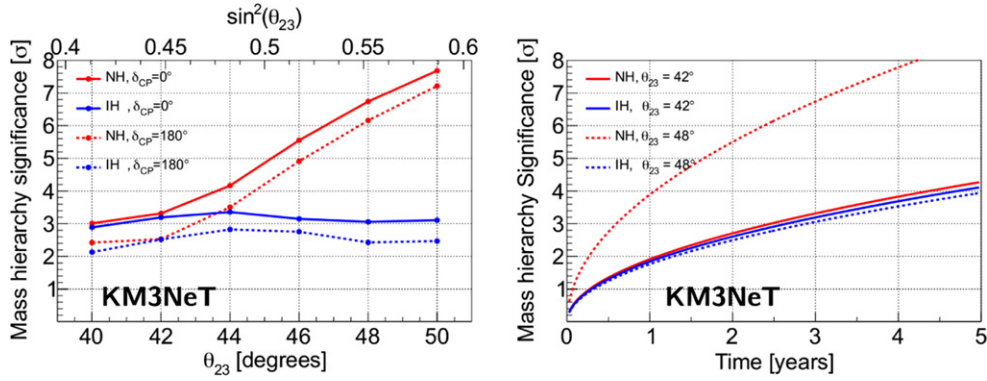 sin²(θ₂₃)
0.4 0.45 0.5 0.55 0.6
Mass hierarchy significance [σ]
8
7
6
5
4
3
2
1
NH, δCP=0°
IH , δCP=0°
NH, δCP=180°
IH , δCP=180°
KM3NeT
40 42 44 46 48 50
θ₂₃ [degrees]
Mass hierarchy Significance [σ]
8
7
6
5
4
3
2
1
NH, θ₂₃ = 42°
IH, θ₂₃ = 42°
NH, θ₂₃ = 48°
IH, θ₂₃ = 48°
KM3NeT
0 1 2 3 4 5
Time [years]